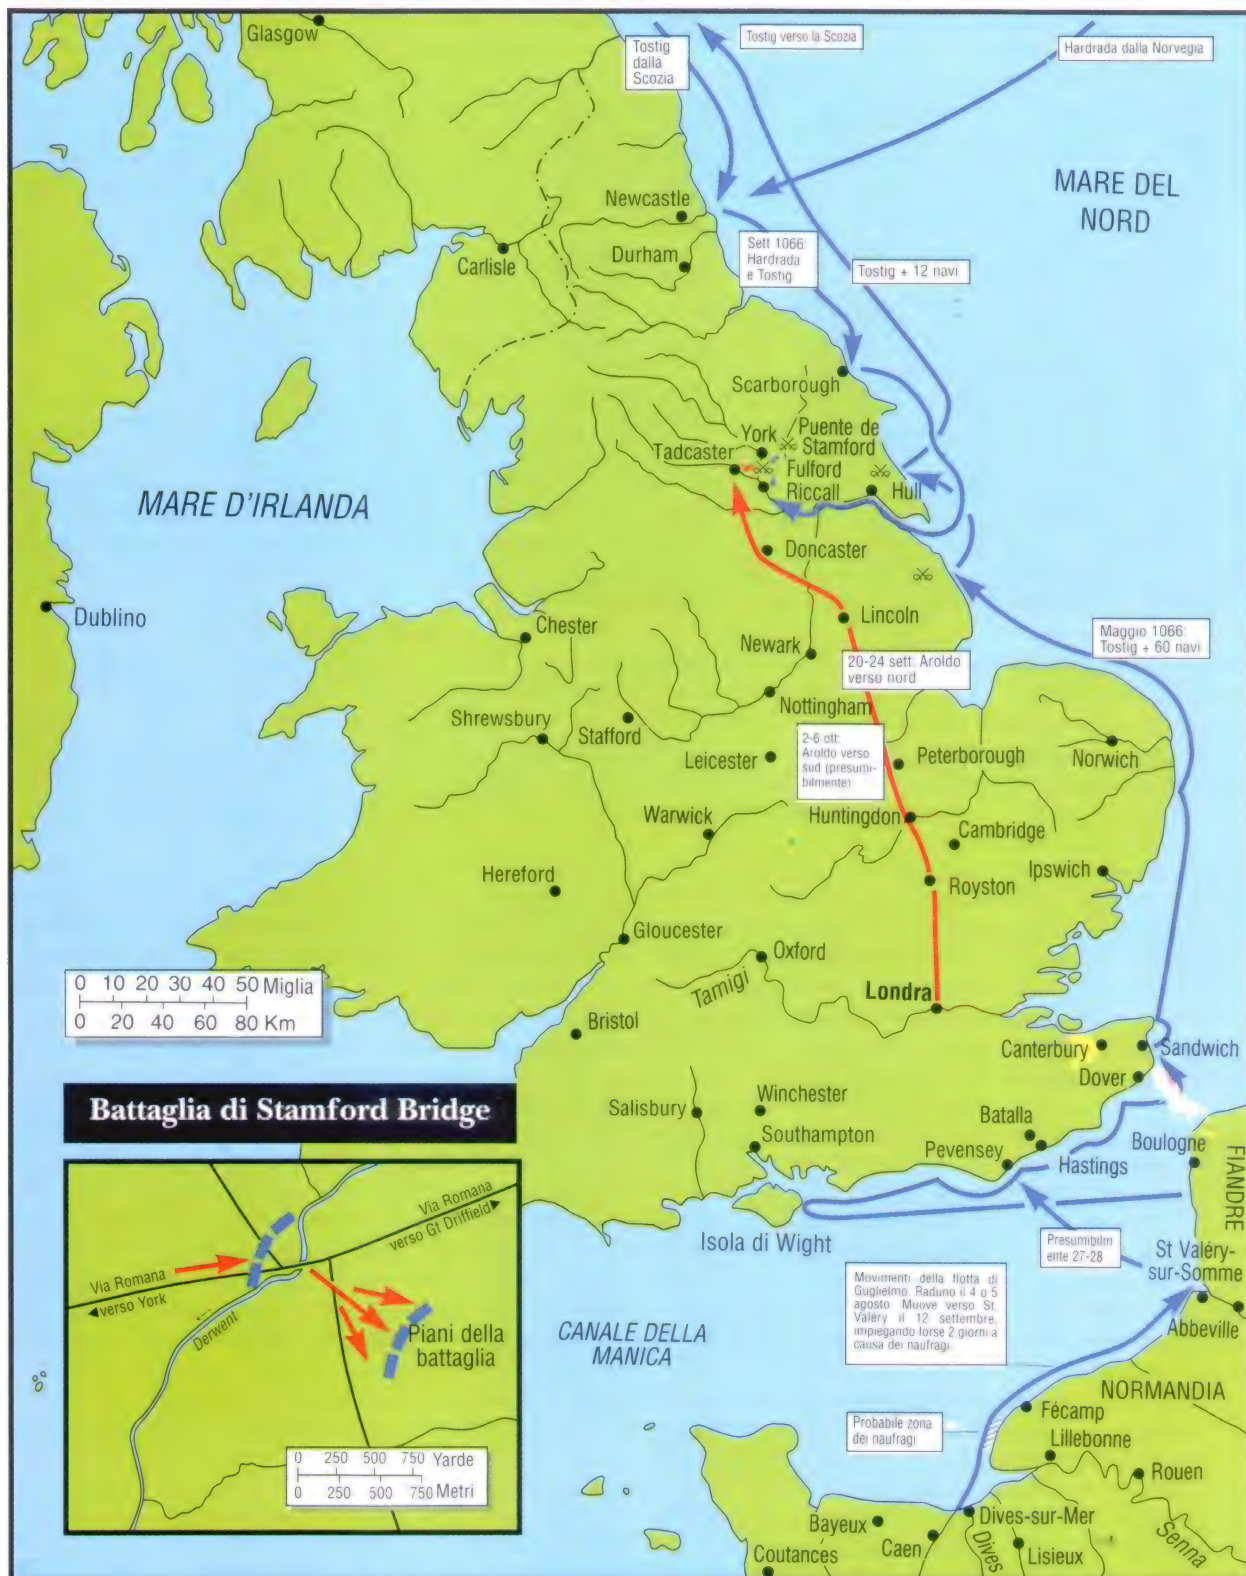 Glasgow
Tostig
dalla
Scozia
Tostig verso la Scozia
Hardrada dalla Norvegia
MARE DEL
NORD
Newcastle
Sett 1066:
Hardrada
e Tostig
Tostig + 12 navi
Carlisle
Durham
Scarborough
York
Puente de
Stamford
Tadcaster
Fulford
Riccall
Hull
MARE D'IRLANDA
Doncaster
Dublino
Lincoln
Chester
Newark
Maggio 1066:
Tostig + 60 navi
20-24 sett: Aroldo
verso nord
Nottingham
Shrewsbury
Stafford
2-6 ott:
Aroldo verso
sud (presumi-
bilmente)
Leicester
Peterborough
Norwich
Warwick
Huntingdon
Cambridge
Hereford
Royston
Ipswich
Gloucester
Oxford
Tamigi
Londra
0 10 20 30 40 50 Miglia
0 20 40 60 80 Km
Bristol
Canterbury
Sandwich
Dover
Battaglia di Stamford Bridge
Salisbury
Winchester
Southampton
Batalla
Pevensey
Hastings
Boulogne
FIANDRE
Isola di Wight
Presumibilm
ente 27-28
St Valéry-
sur-Somme
Abbeville
Via Romana
verso Gt Driffield
Via Romana
verso York
Derwent
Piani della
battaglia
0 250 500 750 Yarde
0 250 500 750 Metri
CANALE DELLA
MANICA
Movimenti della flotta di
Guglielmo. Raduno il 4 o 5
agosto. Muove verso St.
Valéry il 12 settembre,
impiegando forse 2 giorni a
causa dei naufragi.
NORMANDIA
Probabile zona
dei naufragi
Fécamp
Lillebonne
Rouen
Senna
Bayeux
Caen
Dives-sur-Mer
Dives
Lisieux
Coutances